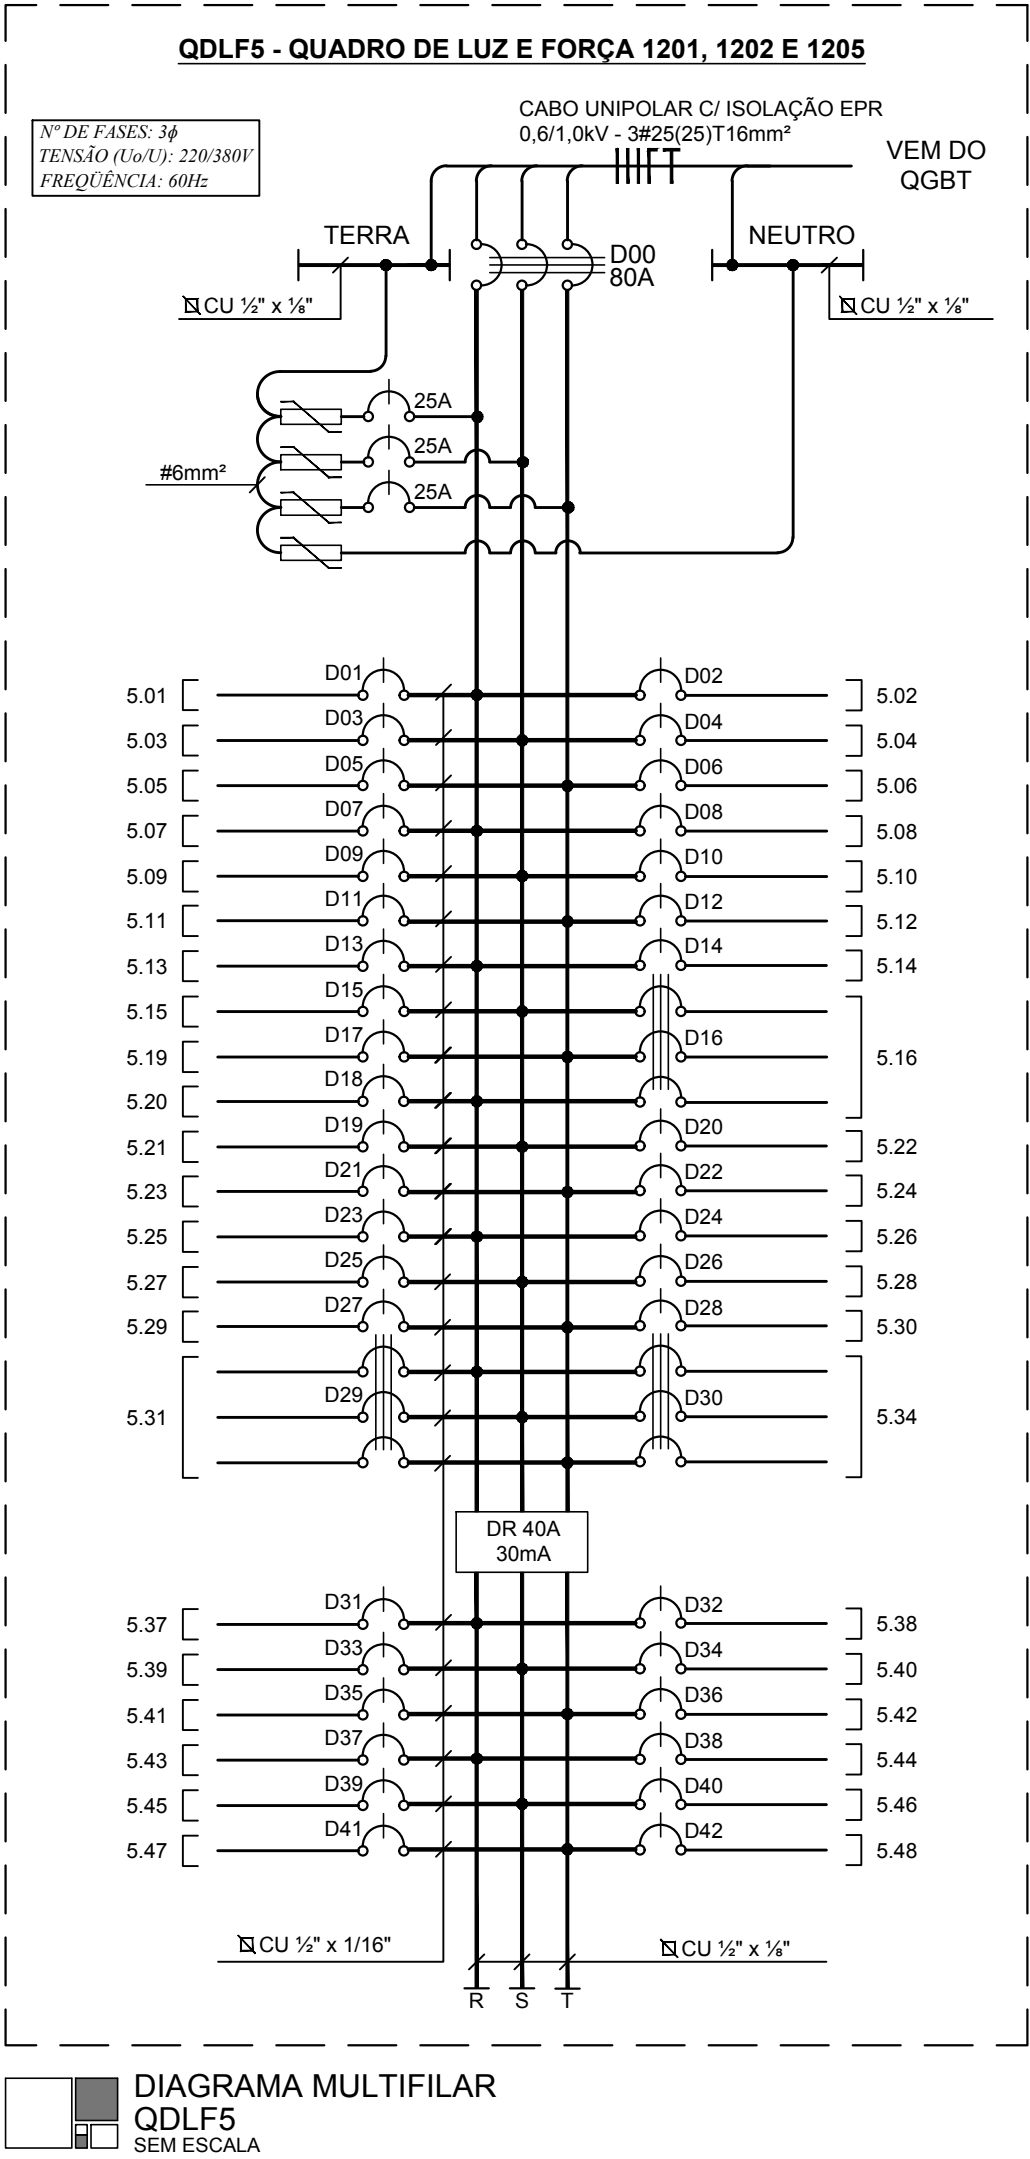 QDLF5 - QUADRO DE LUZ E FORÇA 1201, 1202 E 1205
CABO UNIPOLAR C/ ISOLAÇÃO EPR
0,6/1,0kV - 3#25(25)T16mm²
Nº DE FASES: 3ϕ
TENSÃO (Uo/U): 220/380V
FREQÜÊNCIA: 60Hz
VEM DO
QGBT
TERRA
NEUTRO
D00
80A
CU ½" x ⅛"
CU ½" x ⅛"
25A
25A
#6mm²
25A
5.01 D01 D02 5.02
5.03 D03 D04 5.04
5.05 D05 D06 5.06
5.07 D07 D08 5.08
5.09 D09 D10 5.10
5.11 D11 D12 5.12
5.13 D13 D14 5.14
5.15 D15
5.19 D17 D16 5.16
5.20 D18
5.21 D19 D20 5.22
5.23 D21 D22 5.24
5.25 D23 D24 5.26
5.27 D25 D26 5.28
5.29 D27 D28 5.30
5.31 D29 D30 5.34
DR 40A
30mA
5.37 D31 D32 5.38
5.39 D33 D34 5.40
5.41 D35 D36 5.42
5.43 D37 D38 5.44
5.45 D39 D40 5.46
5.47 D41 D42 5.48
CU ½" x 1/16"
CU ½" x ⅛"
R S T
DIAGRAMA MULTIFILAR
QDLF5
SEM ESCALA